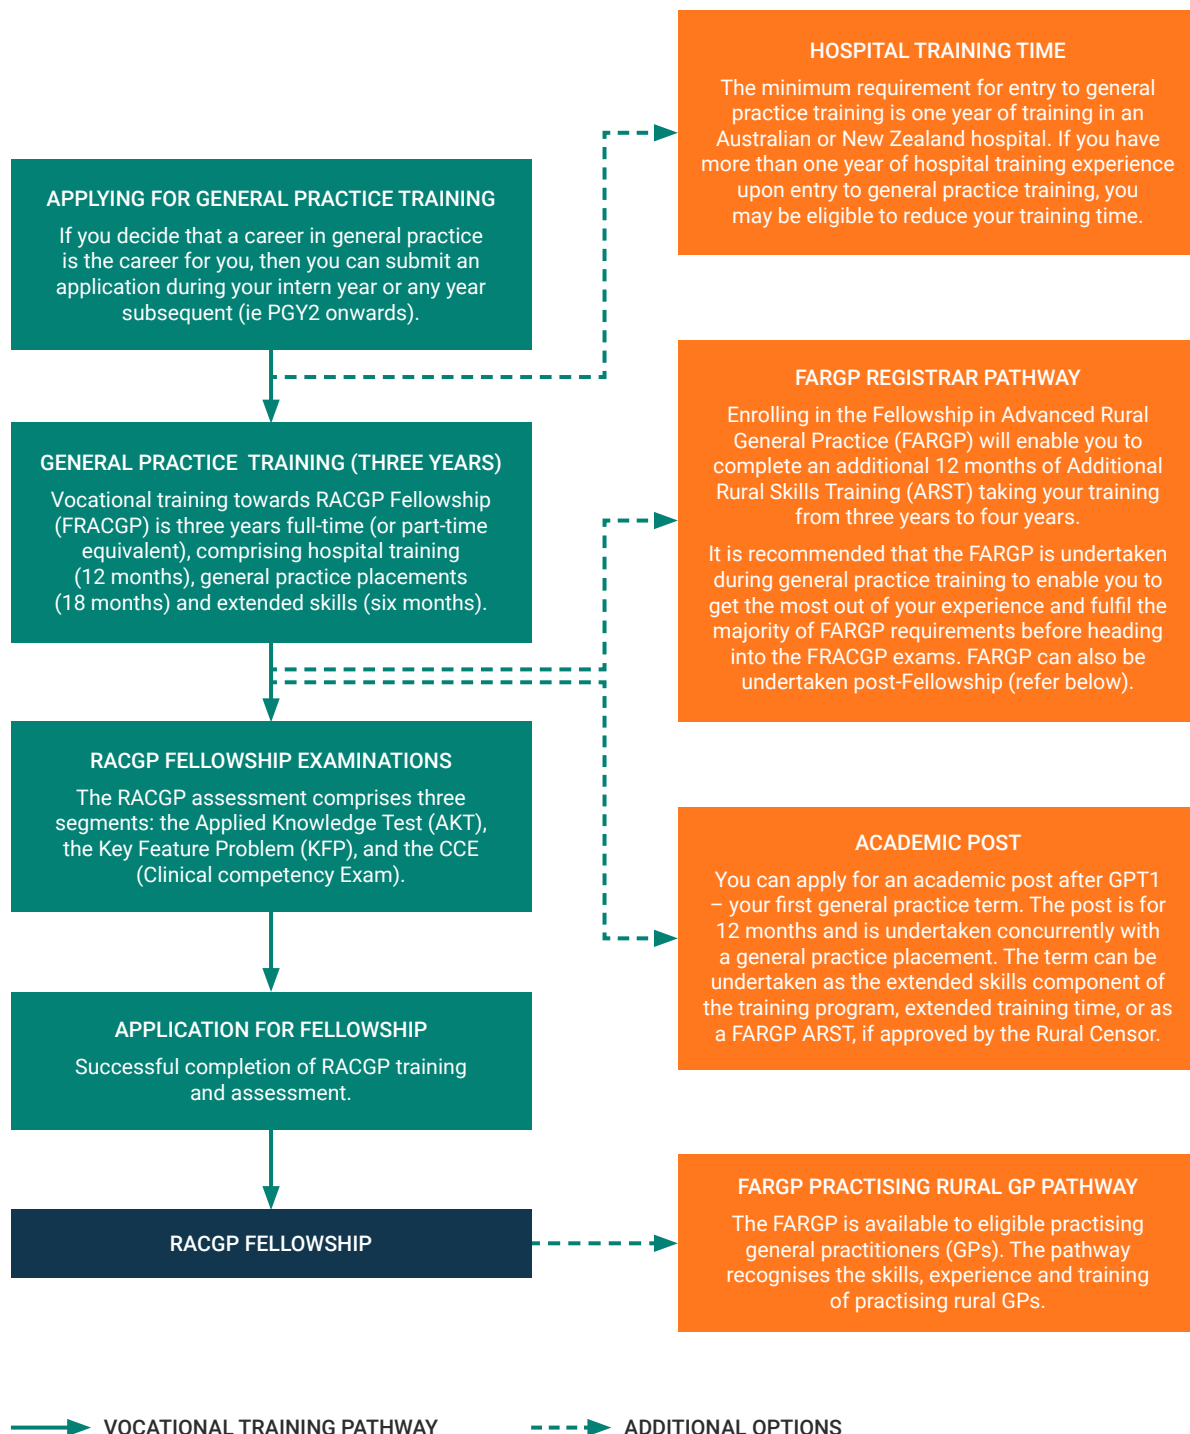 HOSPITAL TRAINING TIME
The minimum requirement for entry to general
practice training is one year of training in an
Australian or New Zealand hospital. If you have
more than one year of hospital training experience
upon entry to general practice training, you
may be eligible to reduce your training time.
APPLYING FOR GENERAL PRACTICE TRAINING
If you decide that a career in general practice
is the career for you, then you can submit an
application during your intern year or any year
subsequent (ie PGY2 onwards).
FARGP REGISTRAR PATHWAY
Enrolling in the Fellowship in Advanced Rural
General Practice (FARGP) will enable you to
complete an additional 12 months of Additional
Rural Skills Training (ARST) taking your training
from three years to four years.
It is recommended that the FARGP is undertaken
during general practice training to enable you to
get the most out of your experience and fulfil the
majority of FARGP requirements before heading
into the FRACGP exams. FARGP can also be
undertaken post-Fellowship (refer below).
GENERAL PRACTICE TRAINING (THREE YEARS)
Vocational training towards RACGP Fellowship
(FRACGP) is three years full-time (or part-time
equivalent), comprising hospital training
(12 months), general practice placements
(18 months) and extended skills (six months).
RACGP FELLOWSHIP EXAMINATIONS
The RACGP assessment comprises three
segments: the Applied Knowledge Test (AKT),
the Key Feature Problem (KFP), and the CCE
(Clinical competency Exam).
ACADEMIC POST
You can apply for an academic post after GPT1
– your first general practice term. The post is for
12 months and is undertaken concurrently with
a general practice placement. The term can be
undertaken as the extended skills component of
the training program, extended training time, or as
a FARGP ARST, if approved by the Rural Censor.
APPLICATION FOR FELLOWSHIP
Successful completion of RACGP training
and assessment.
RACGP FELLOWSHIP
FARGP PRACTISING RURAL GP PATHWAY
The FARGP is available to eligible practising
general practitioners (GPs). The pathway
recognises the skills, experience and training
of practising rural GPs.
VOCATIONAL TRAINING PATHWAY
ADDITIONAL OPTIONS